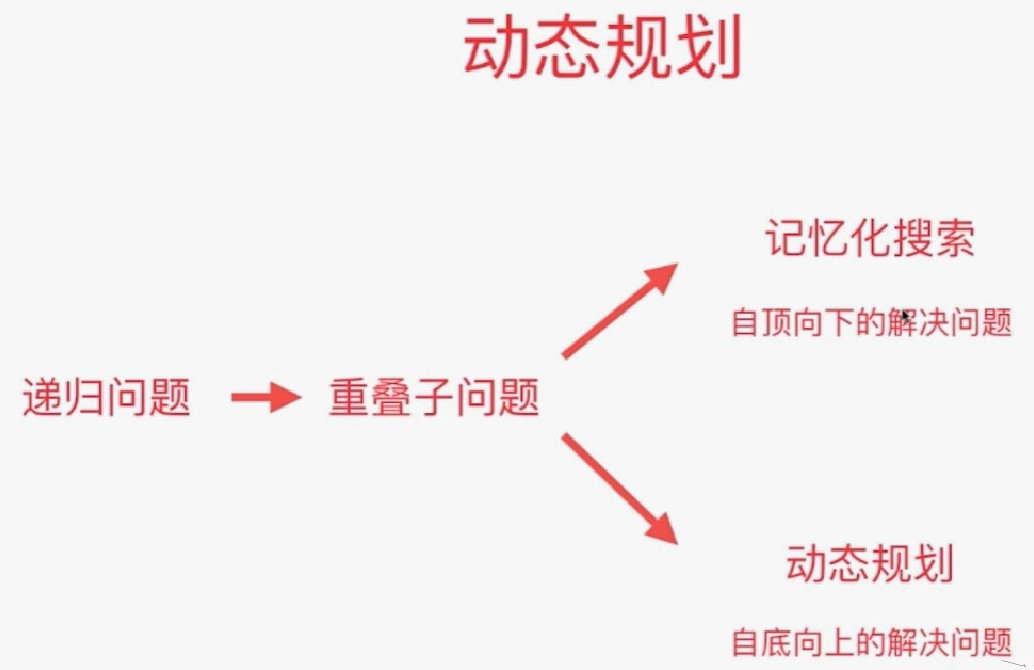 动态规划
记忆化搜索
自顶向下的解决问题
递归问题
重叠子问题
动态规划
自底向上的解决问题